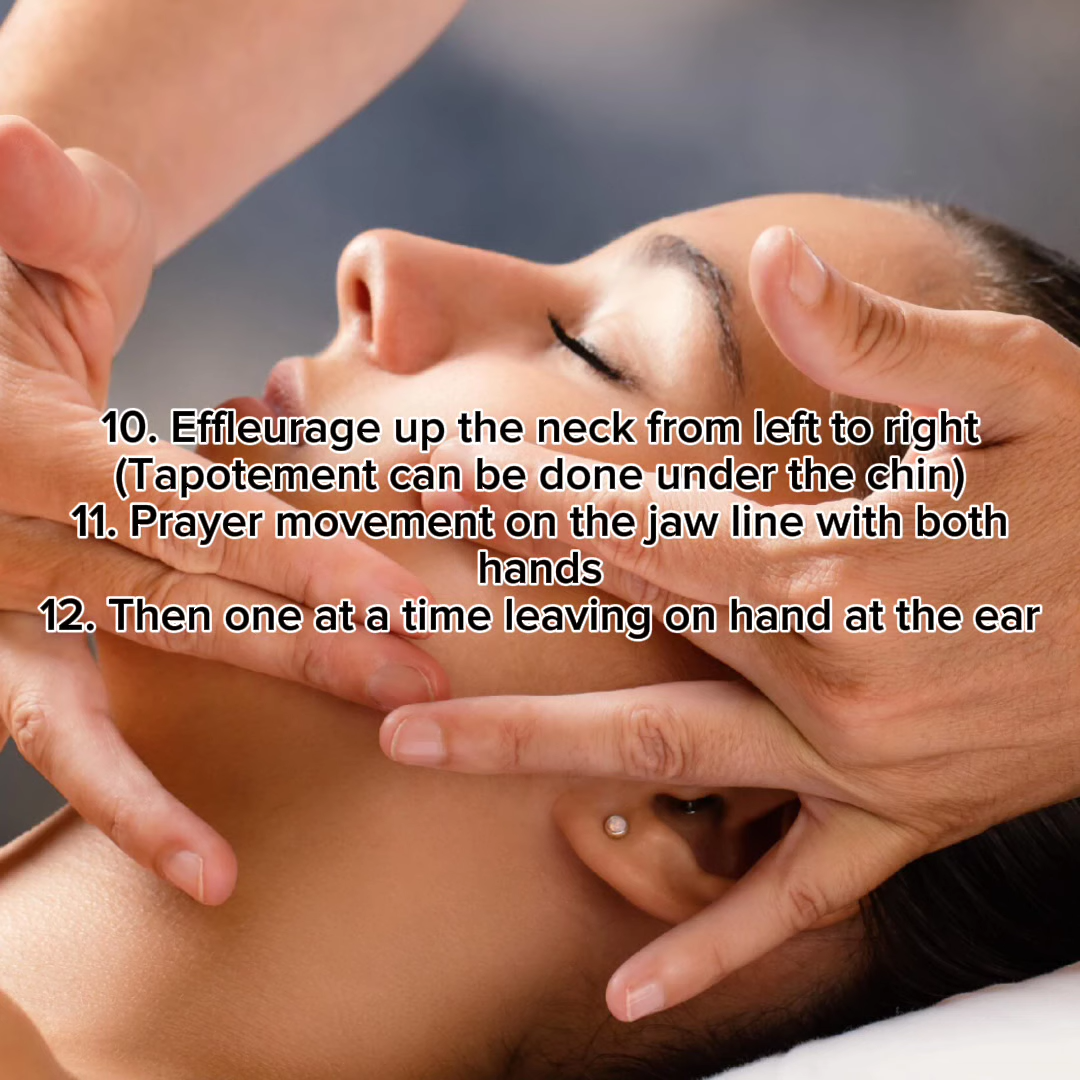 10. Effleurage up the neck from left to right
(Tapotement can be done under the chin)
11. Prayer movement on the jaw line with both
hands
12. Then one at a time leaving on hand at the ear